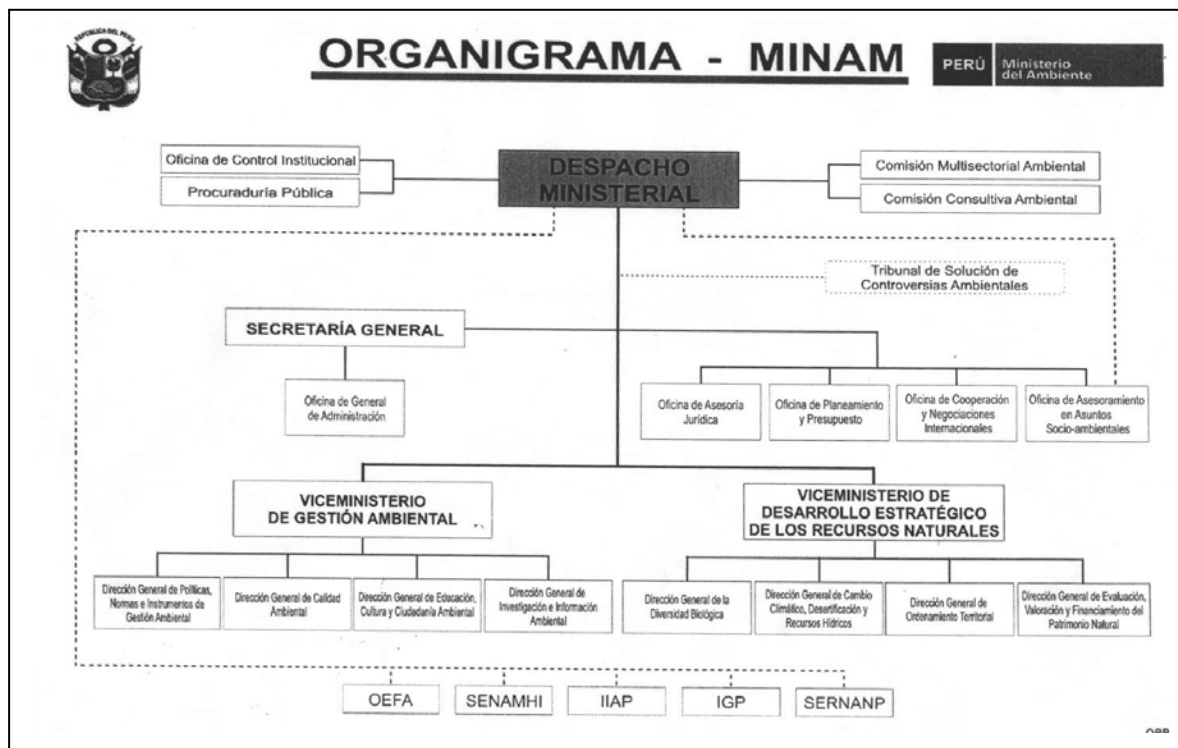 REPÚBLICA DEL PERÚ
ORGANIGRAMA - MINAM
PERÚ
Ministerio
del Ambiente
Oficina de Control Institucional
Procuraduría Pública
DESPACHO
MINISTERIAL
Comisión Multisectorial Ambiental
Comisión Consultiva Ambiental
Tribunal de Solución de
Controversias Ambientales
SECRETARÍA GENERAL
Oficina de General
de Administración
Oficina de Asesoría
Jurídica
Oficina de Planeamiento
y Presupuesto
Oficina de Cooperación
y Negociaciones
Internacionales
Oficina de Asesoramiento
en Asuntos
Socio-ambientales
VICEMINISTERIO
DE GESTIÓN AMBIENTAL
VICEMINISTERIO DE
DESARROLLO ESTRATÉGICO
DE LOS RECURSOS NATURALES
Dirección General de Políticas,
Normas e Instrumentos de
Gestión Ambiental
Dirección General de Calidad
Ambiental
Dirección General de Educación,
Cultura y Ciudadanía Ambiental
Dirección General de
Investigación e Información
Ambiental
Dirección General de la
Diversidad Biológica
Dirección General de Cambio
Climático, Desertificación y
Recursos Hídricos
Dirección General de
Ordenamiento Territorial
Dirección General de Evaluación,
Valoración y Financiamiento del
Patrimonio Natural
OEFA
SENAMHI
IIAP
IGP
SERNANP